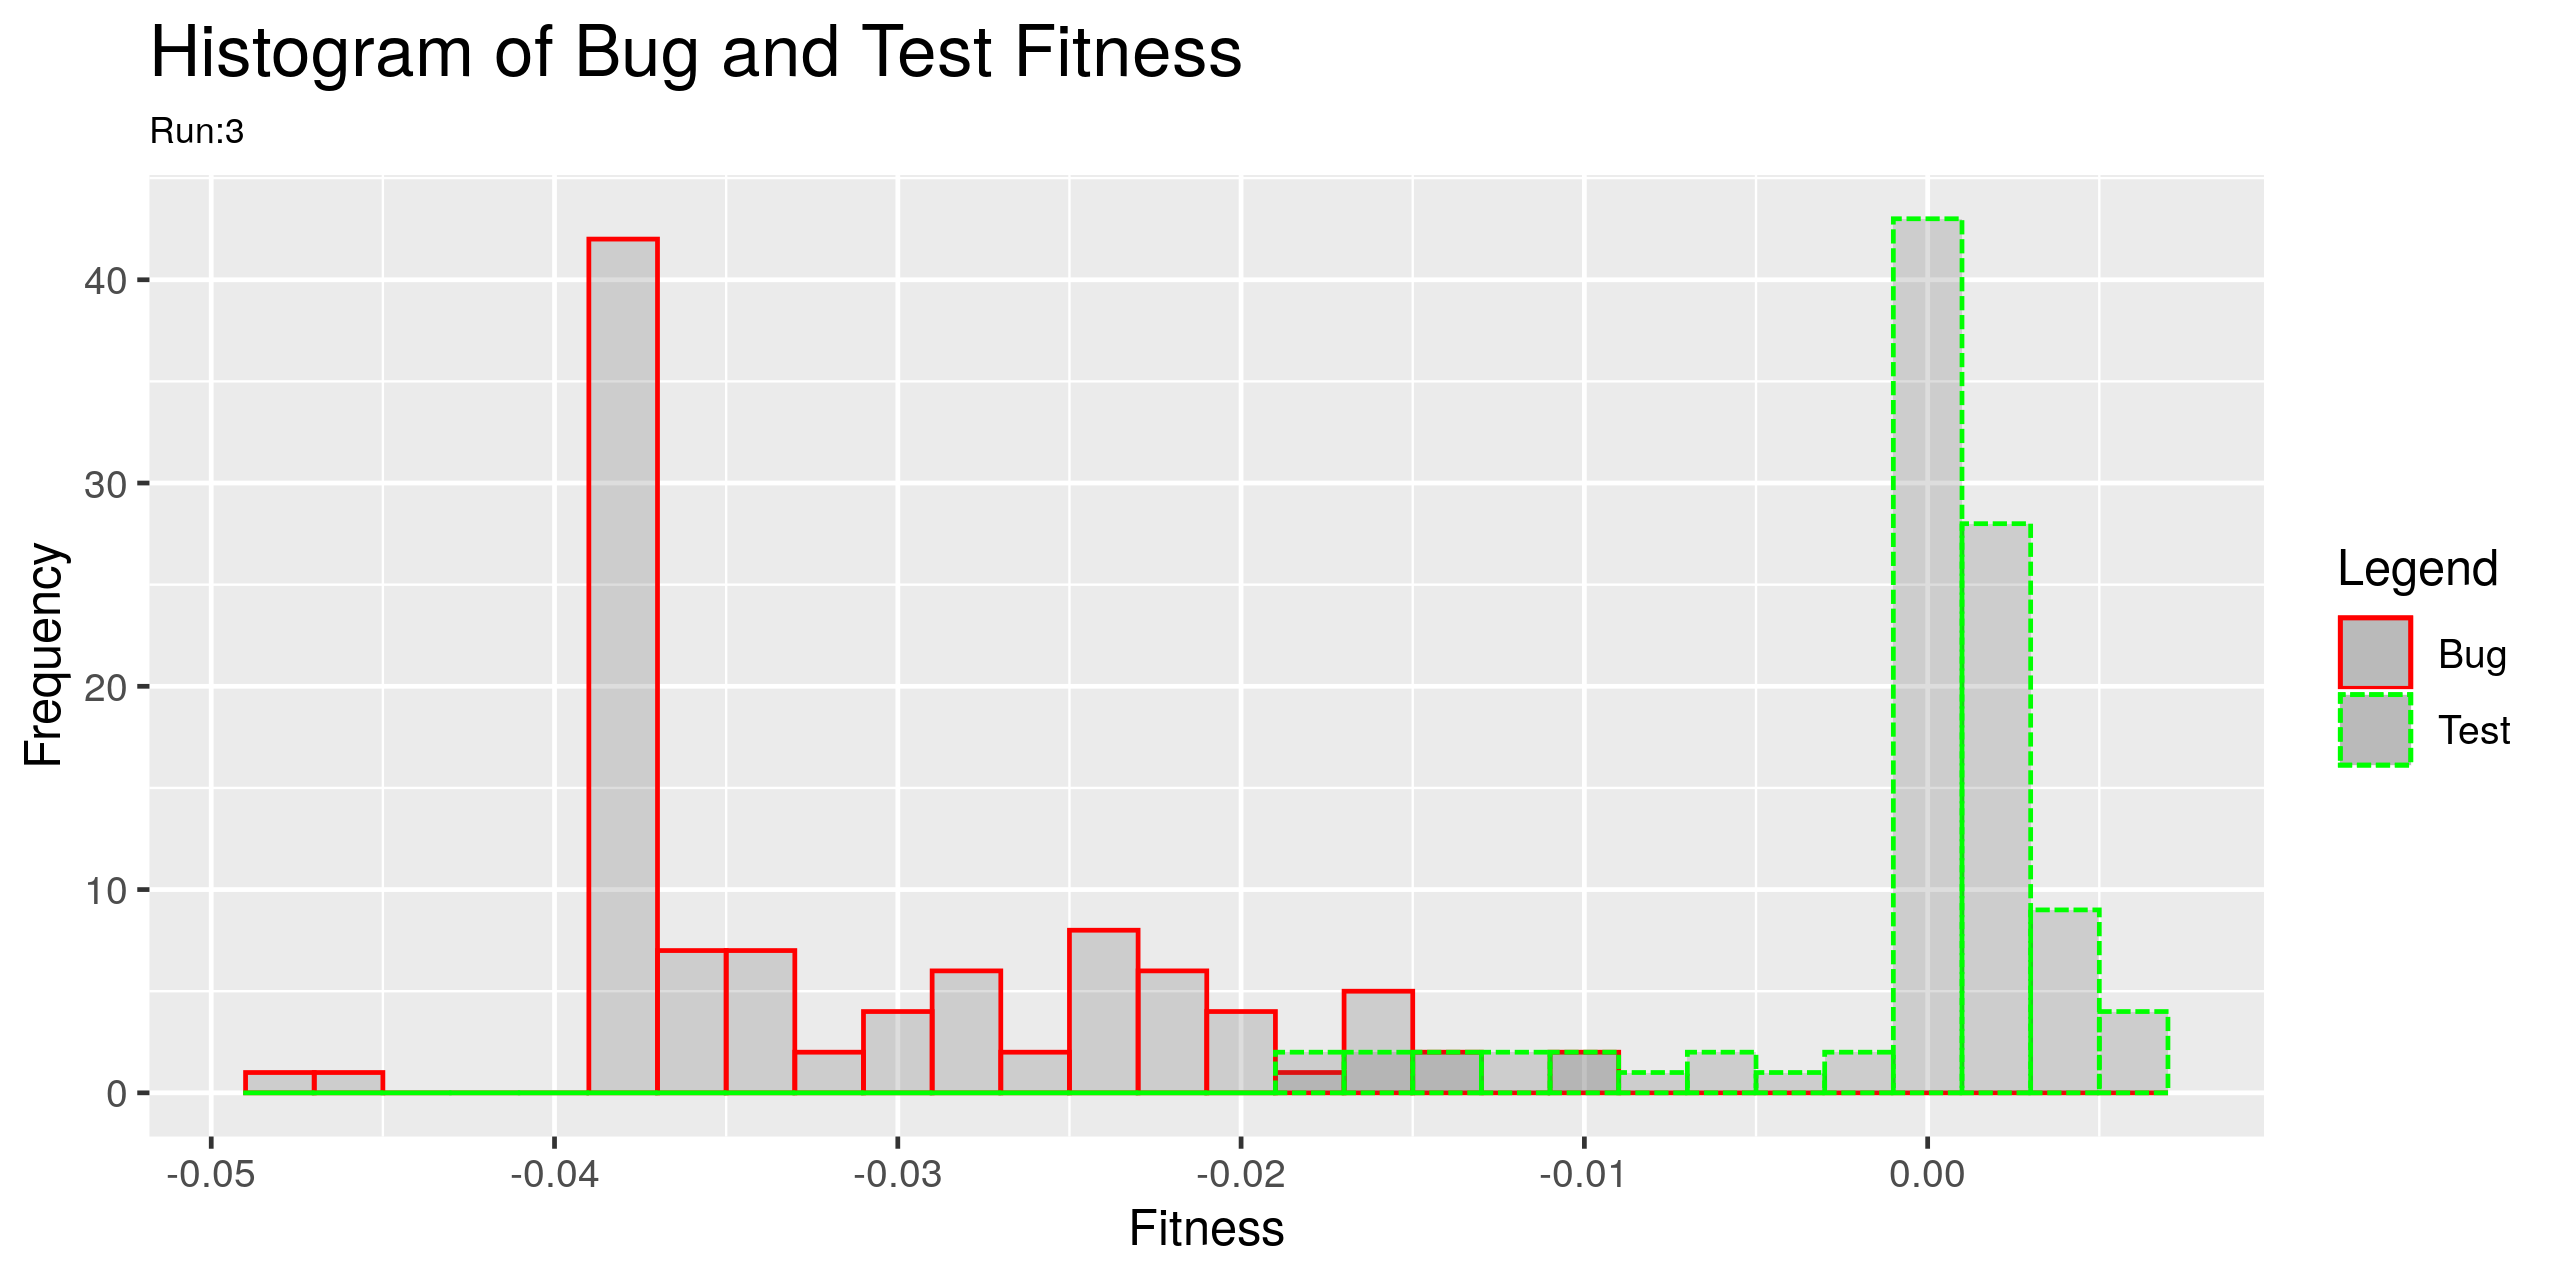 Histogram of Bug and Test Fitness
Run:3
Frequency
40
30
20
10
0
-0.05
-0.04
-0.03
-0.02
-0.01
0.00
Fitness
Legend
Bug
Test